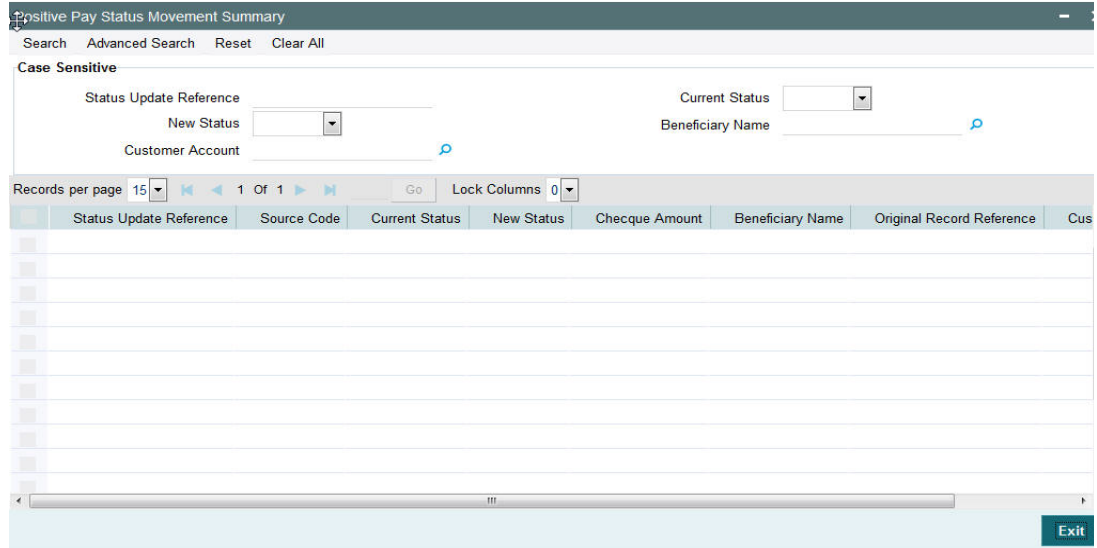 Positive Pay Status Movement Summary
Search Advanced Search Reset Clear All
Case Sensitive
Status Update Reference Current Status
New Status Beneficiary Name
Customer Account
Records per page 15 1 Of 1 Go Lock Columns 0
Status Update Reference Source Code Current Status New Status Checque Amount Beneficiary Name Original Record Reference Cus
Exit